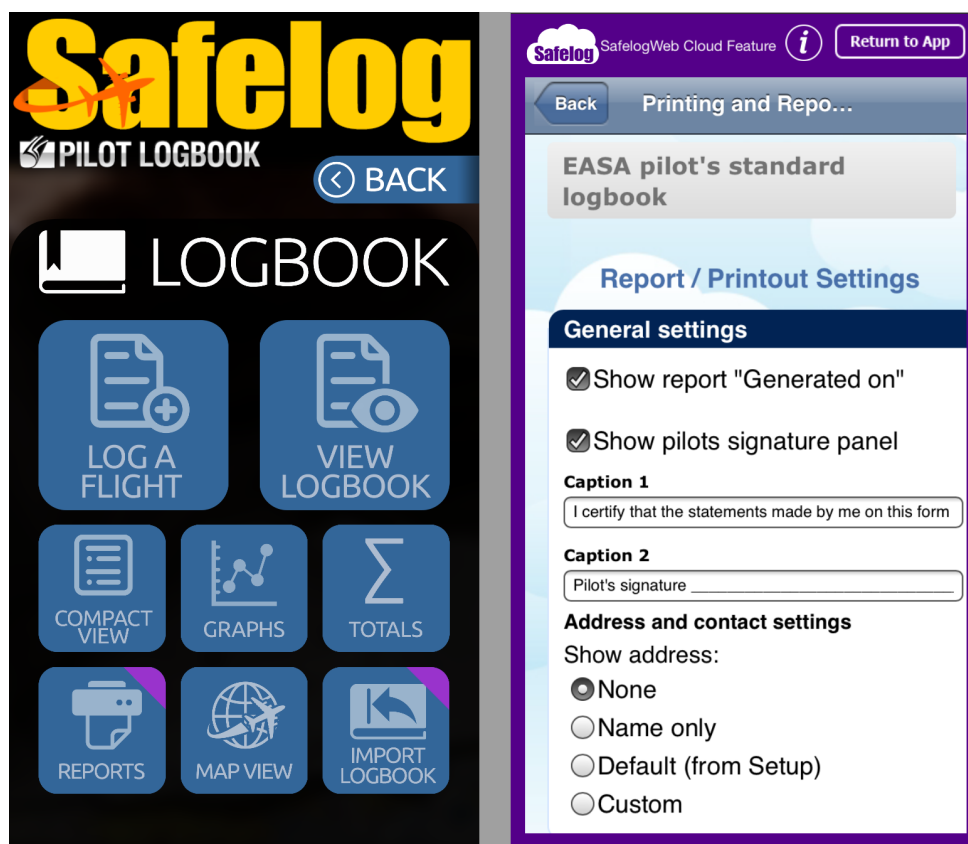 Safelog
PILOT LOGBOOK
BACK
LOGBOOK
LOG A
FLIGHT
VIEW
LOGBOOK
COMPACT
VIEW
GRAPHS
TOTALS
REPORTS
MAP VIEW
IMPORT
LOGBOOK
Safelog
SafelogWeb Cloud Feature
i
Return to App
Back
Printing and Repo...
EASA pilot's standard
logbook
Report / Printout Settings
General settings
Show report "Generated on"
Show pilots signature panel
Caption 1
I certify that the statements made by me on this form
Caption 2
Pilot's signature ______________________________
Address and contact settings
Show address:
None
Name only
Default (from Setup)
Custom